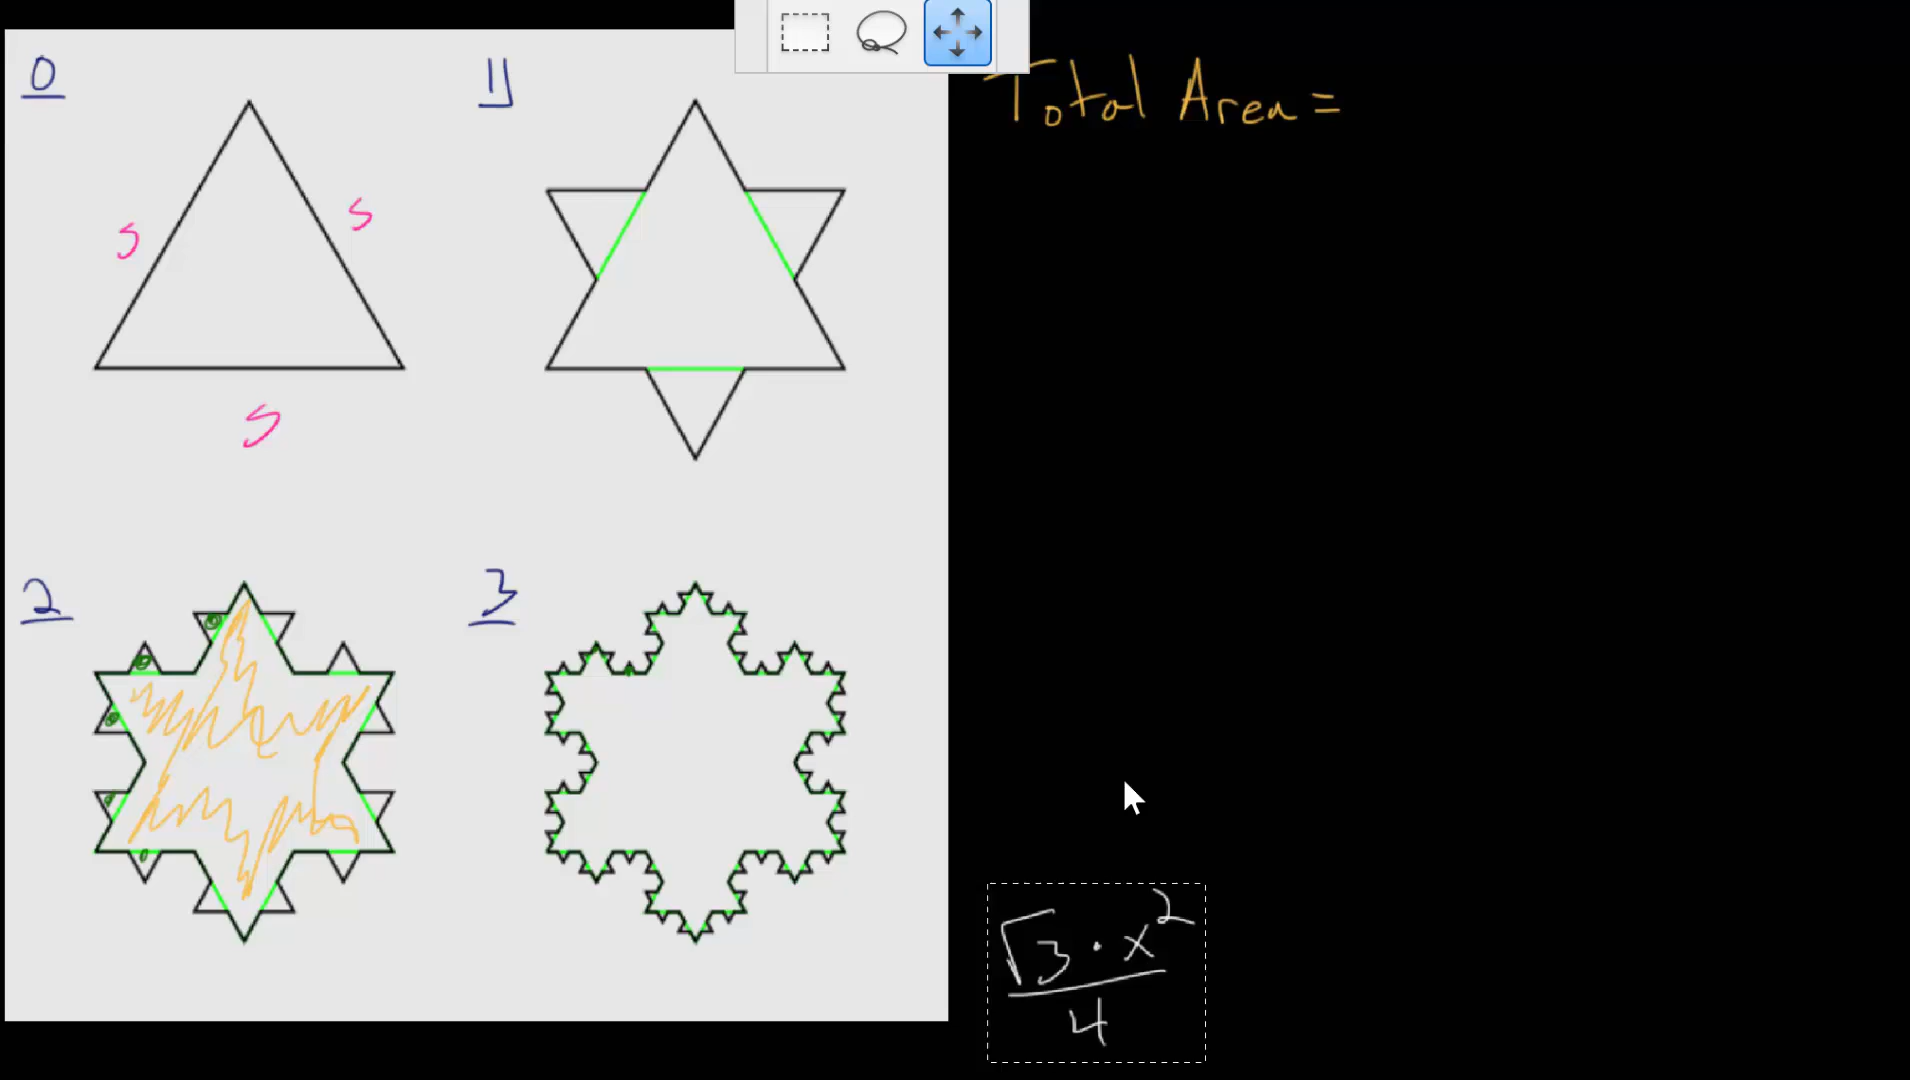 0
1
Total Area =
s
s
s
2
3
√3 · x²
4